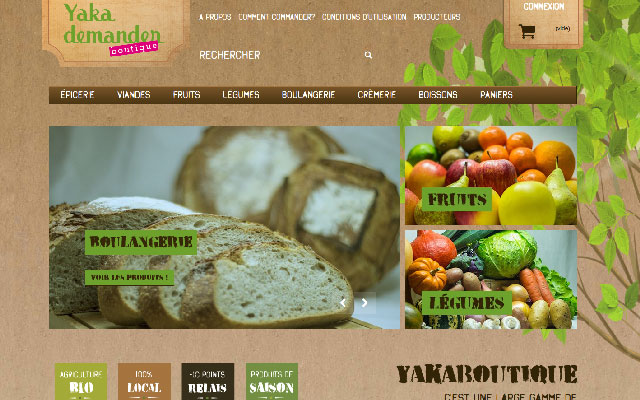 Yaka
demanden
boutique
A PROPOS COMMENT COMMANDER? CONDITIONS D'UTILISATION PRODUCTEURS
CONNEXION
(vide)
RECHERCHER
ÉPICERIE VIANDES FRUITS LÉGUMES BOULANGERIE CRÈMERIE BOISSONS PANIERS
BOULANGERIE
VOIR LES PRODUITS !
FRUITS
LÉGUMES
AGRICULTURE
BIO
100%
LOCAL
POINTS
RELAIS
PRODUITS DE
SAISON
YAKABOUTIQUE
C'EST UNE LARGE GAMME DE